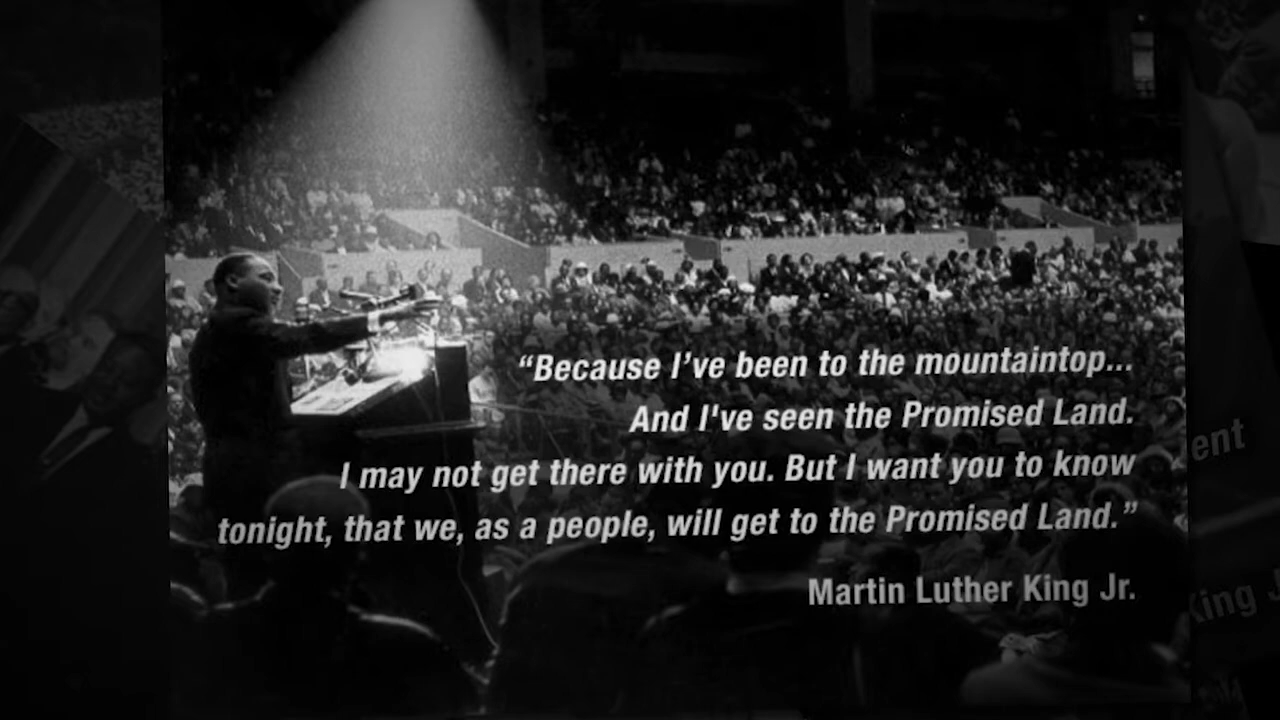 “Because I’ve been to the mountaintop...
And I've seen the Promised Land.
I may not get there with you. But I want you to know
tonight, that we, as a people, will get to the Promised Land.”
Martin Luther King Jr.
ent
King J